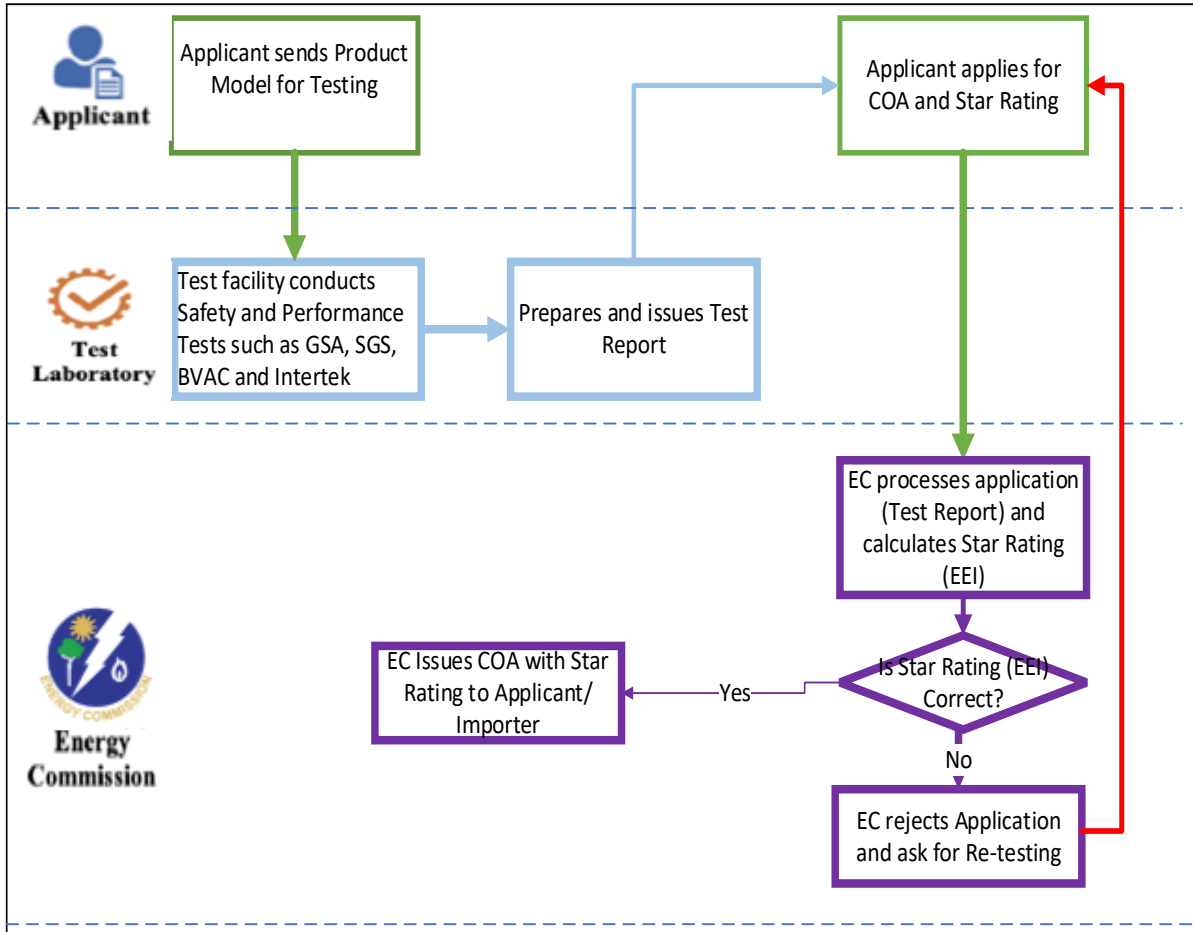 Applicant
Applicant sends Product
Model for Testing
Applicant applies for
COA and Star Rating
Test
Laboratory
Test facility conducts
Safety and Performance
Tests such as GSA, SGS,
BVAC and Intertek
Prepares and issues Test
Report
EC processes application
(Test Report) and
calculates Star Rating
(EEI)
ENERGY COMMISSION
Energy
Commission
EC Issues COA with Star
Rating to Applicant/
Importer
Yes
Is Star Rating (EEI)
Correct?
No
EC rejects Application
and ask for Re-testing